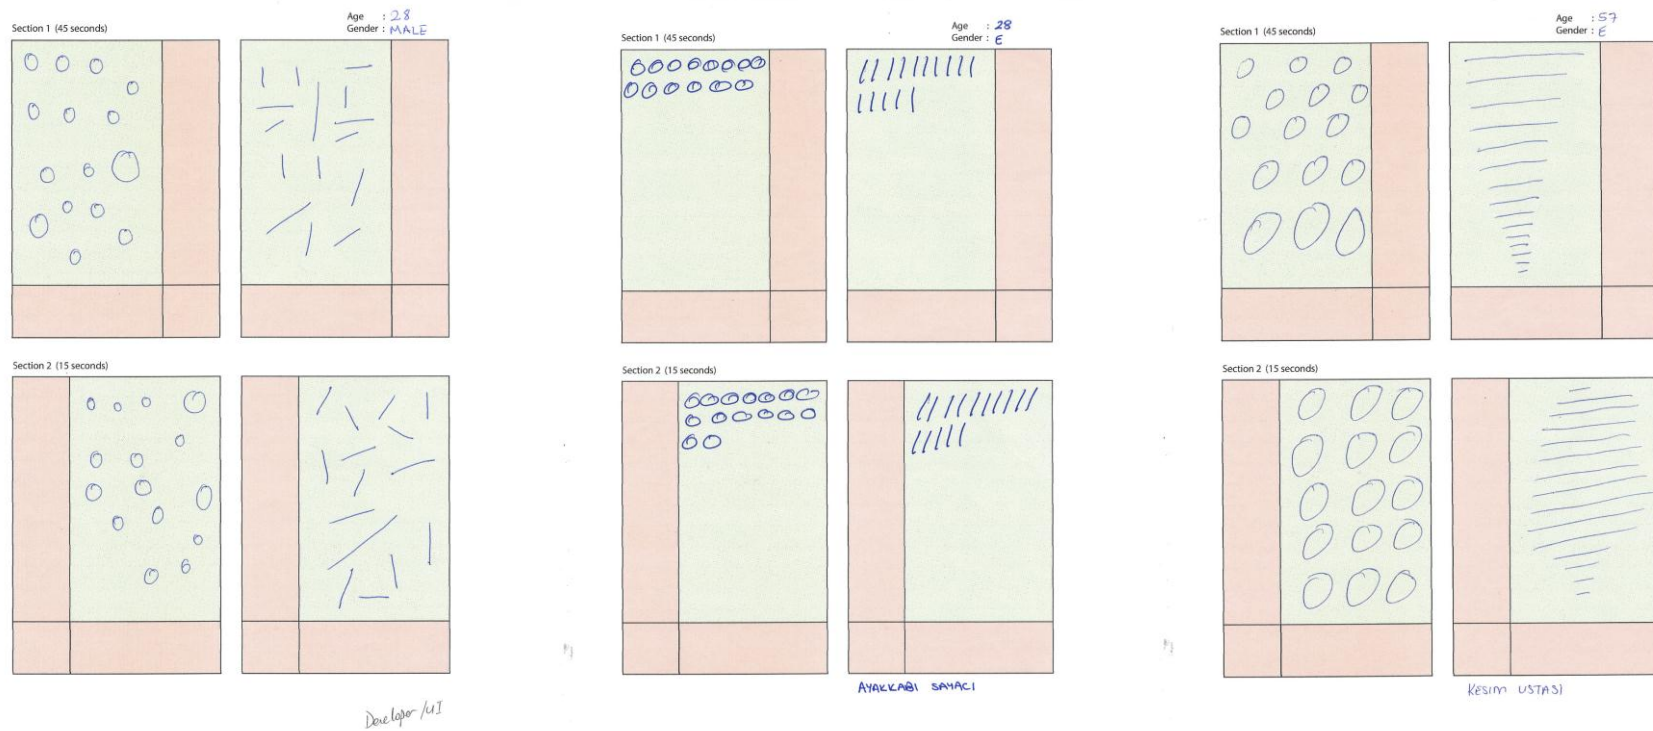 Age : 28
Gender : MALE
Section 1 (45 seconds)
Section 2 (15 seconds)
Developer / UI
Age : 28
Gender : E
Section 1 (45 seconds)
Section 2 (15 seconds)
AYAKKABI SAYACI
Age : 57
Gender : E
Section 1 (45 seconds)
Section 2 (15 seconds)
KESIM USTASI